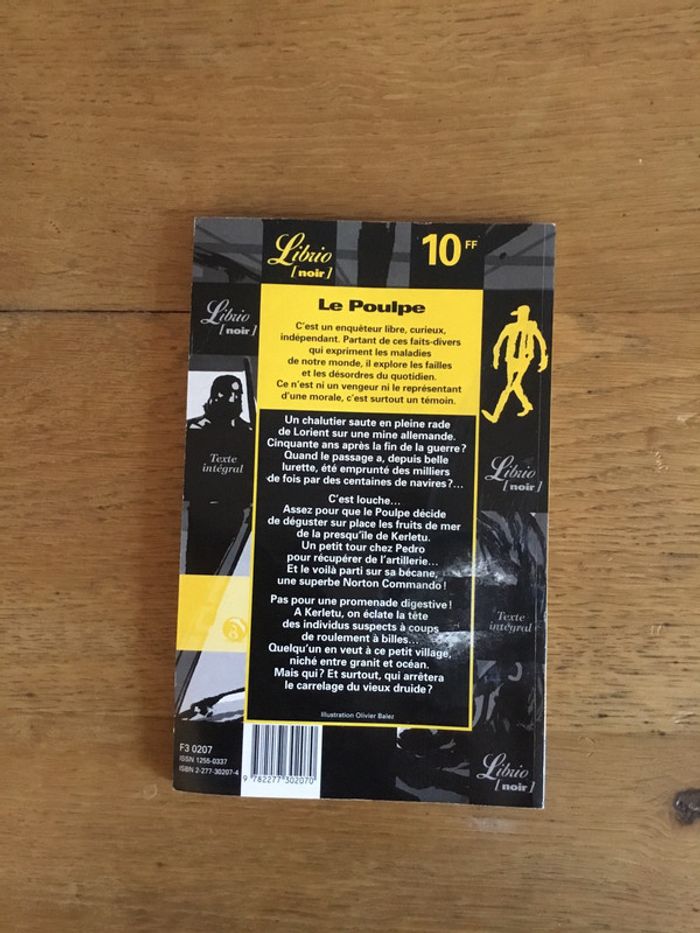 Librio
[noir]
10 FF
Librio
[noir]
Le Poulpe
C'est un enquêteur libre, curieux,
indépendant. Partant de ces faits-divers
qui expriment les maladies
de notre monde, il explore les failles
et les désordres du quotidien.
Ce n'est ni un vengeur ni le représentant
d'une morale, c'est surtout un témoin.
Texte
intégral
Un chalutier saute en pleine rade
de Lorient sur une mine allemande.
Cinquante ans après la fin de la guerre ?
Quand le passage a, depuis belle
lurette, été emprunté des milliers
de fois par des centaines de navires ?...
Librio
[noir]
C'est louche...
Assez pour que le Poulpe décide
de déguster sur place les fruits de mer
de la presqu'île de Kerletu.
Un petit tour chez Pedro
pour récupérer de l'artillerie...
Et le voilà parti sur sa bécane,
une superbe Norton Commando !
Pas pour une promenade digestive !
A Kerletu, on éclate la tête
des individus suspects à coups
de roulement à billes...
Quelqu'un en veut à ce petit village,
niché entre granit et océan.
Mais qui ? Et surtout, qui arrêtera
le carrelage du vieux druide ?
Texte
intégral
Illustration Olivier Balez
F3 0207
ISSN 1255-0337
ISBN 2-277-30207-4
9 782277 302070
Librio
[noir]